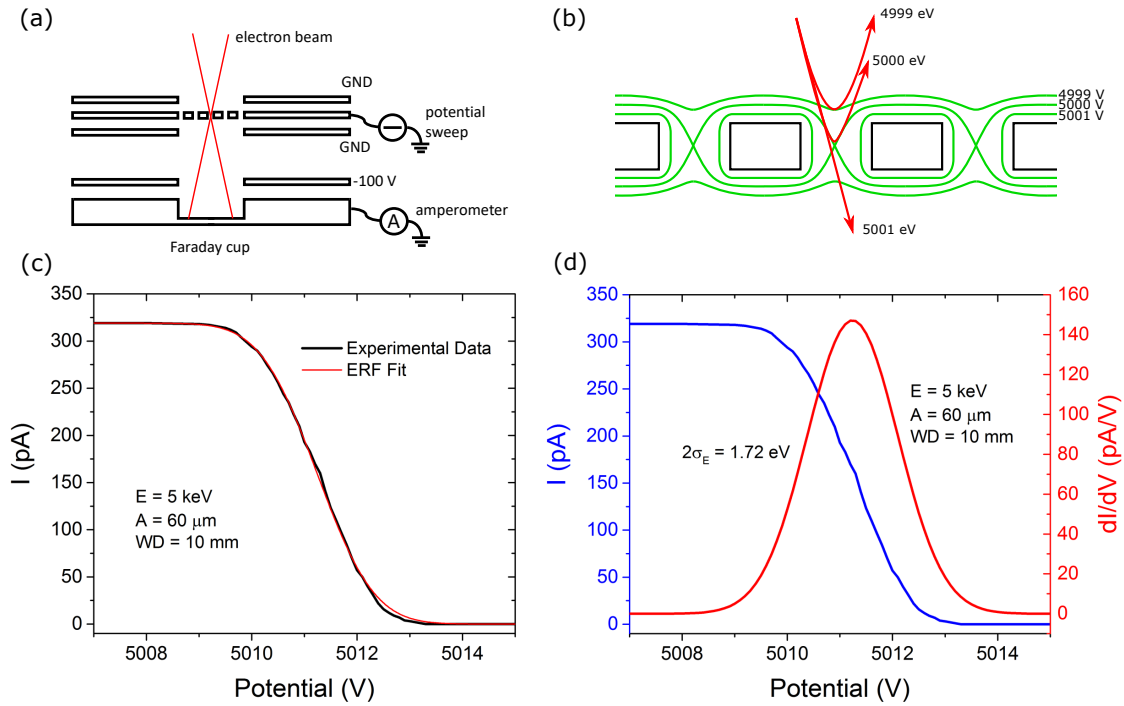 (a)
electron beam
GND
potential
sweep
GND
-100 V
amperometer
A
Faraday cup
(b)
4999 eV
5000 eV
4999 V
5000 V
5001 V
5001 eV
(c)
350
300
250
200
150
100
50
0
I (pA)
Experimental Data
ERF Fit
E = 5 keV
A = 60 μm
WD = 10 mm
5008 5010 5012 5014
Potential (V)
(d)
350
300
250
200
150
100
50
0
I (pA)
2σE = 1.72 eV
E = 5 keV
A = 60 μm
WD = 10 mm
160
140
120
100
80
60
40
20
0
dI/dV (pA/V)
5008 5010 5012 5014
Potential (V)